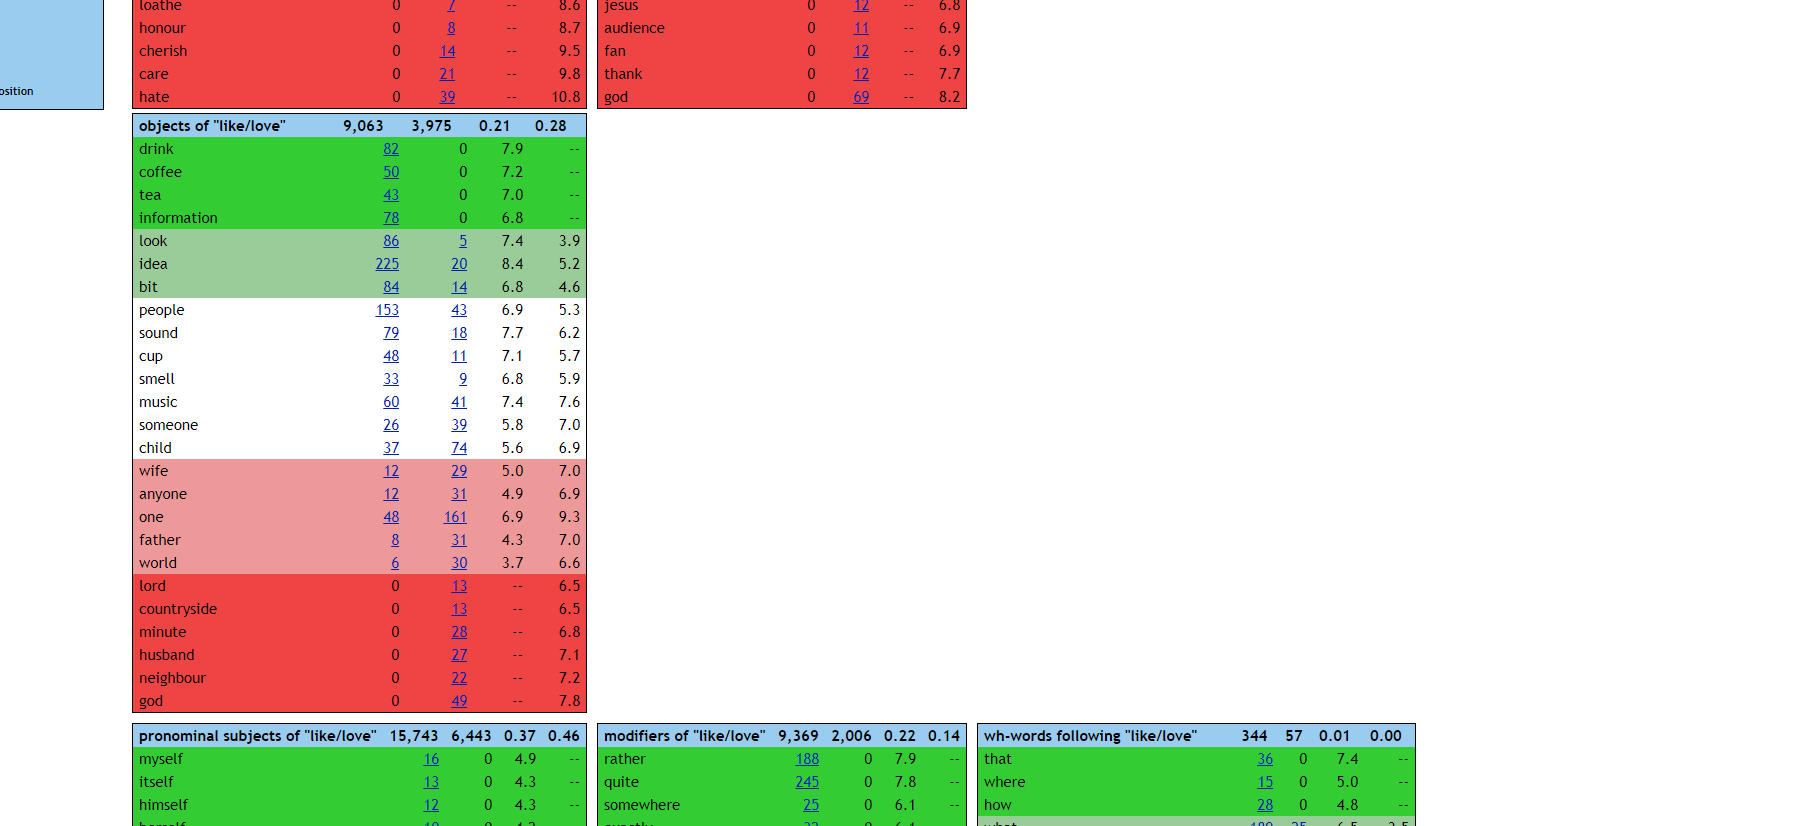 loathe 0 7 -- 8.6
honour 0 8 -- 8.7
cherish 0 14 -- 9.5
care 0 21 -- 9.8
hate 0 39 -- 10.8
jesus 0 12 -- 6.8
audience 0 11 -- 6.9
fan 0 12 -- 6.9
thank 0 12 -- 7.7
god 0 69 -- 8.2
osition
objects of "like/love" 9,063 3,975 0.21 0.28
drink 82 0 7.9 --
coffee 50 0 7.2 --
tea 43 0 7.0 --
information 78 0 6.8 --
look 86 5 7.4 3.9
idea 225 20 8.4 5.2
bit 84 14 6.8 4.6
people 153 43 6.9 5.3
sound 79 18 7.7 6.2
cup 48 11 7.1 5.7
smell 33 9 6.8 5.9
music 60 41 7.4 7.6
someone 26 39 5.8 7.0
child 37 74 5.6 6.9
wife 12 29 5.0 7.0
anyone 12 31 4.9 6.9
one 48 161 6.9 9.3
father 8 31 4.3 7.0
world 6 30 3.7 6.6
lord 0 13 -- 6.5
countryside 0 13 -- 6.5
minute 0 28 -- 6.8
husband 0 27 -- 7.1
neighbour 0 22 -- 7.2
god 0 49 -- 7.8
pronominal subjects of "like/love" 15,743 6,443 0.37 0.46
myself 16 0 4.9 --
itself 13 0 4.3 --
himself 12 0 4.3 --
modifiers of "like/love" 9,369 2,006 0.22 0.14
rather 188 0 7.9 --
quite 245 0 7.8 --
somewhere 25 0 6.1 --
wh-words following "like/love" 344 57 0.01 0.00
that 36 0 7.4 --
where 15 0 5.0 --
how 28 0 4.8 --